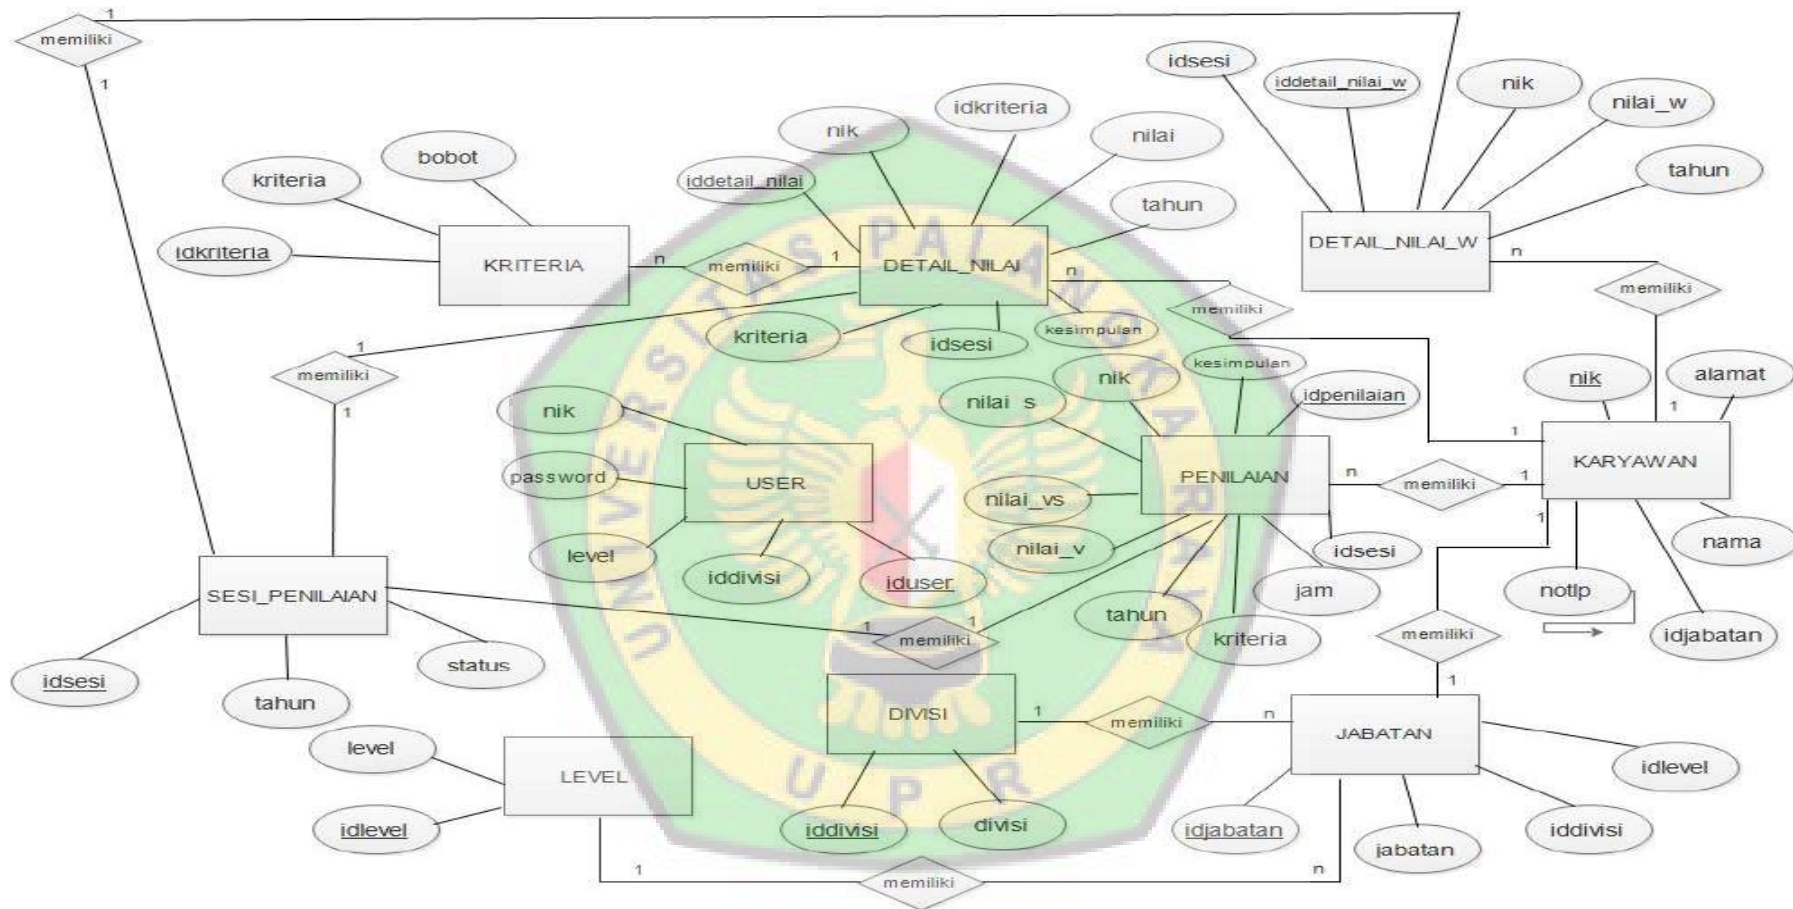 1
memiliki
1
idsesi
iddetail_nilai_w
nik
nilai_w
tahun
DETAIL_NILAI_W
n
memiliki
1
nik
idkriteria
nilai
iddetail_nilai
tahun
bobot
kriteria
idkriteria
KRITERIA
n
memiliki
1
DETAIL_NILAI
n
memiliki
1
kriteria
idsesi
kesimpulan
1
memiliki
1
nik
password
USER
level
iddivisi
iduser
kesimpulan
nik
idpenilaian
nilai_s
PENILAIAN
nilai_vs
nilai_v
idsesi
jam
tahun
kriteria
n
memiliki
1
nik
alamat
KARYAWAN
nama
notlp
idjabatan
1
memiliki
1
SESI_PENILAIAN
idsesi
tahun
status
1
memiliki
1
DIVISI
iddivisi
divisi
1
memiliki
n
JABATAN
idlevel
iddivisi
jabatan
idjabatan
level
LEVEL
idlevel
1
memiliki
n
UNIVERSITAS PALANGKA RAYA
UPR